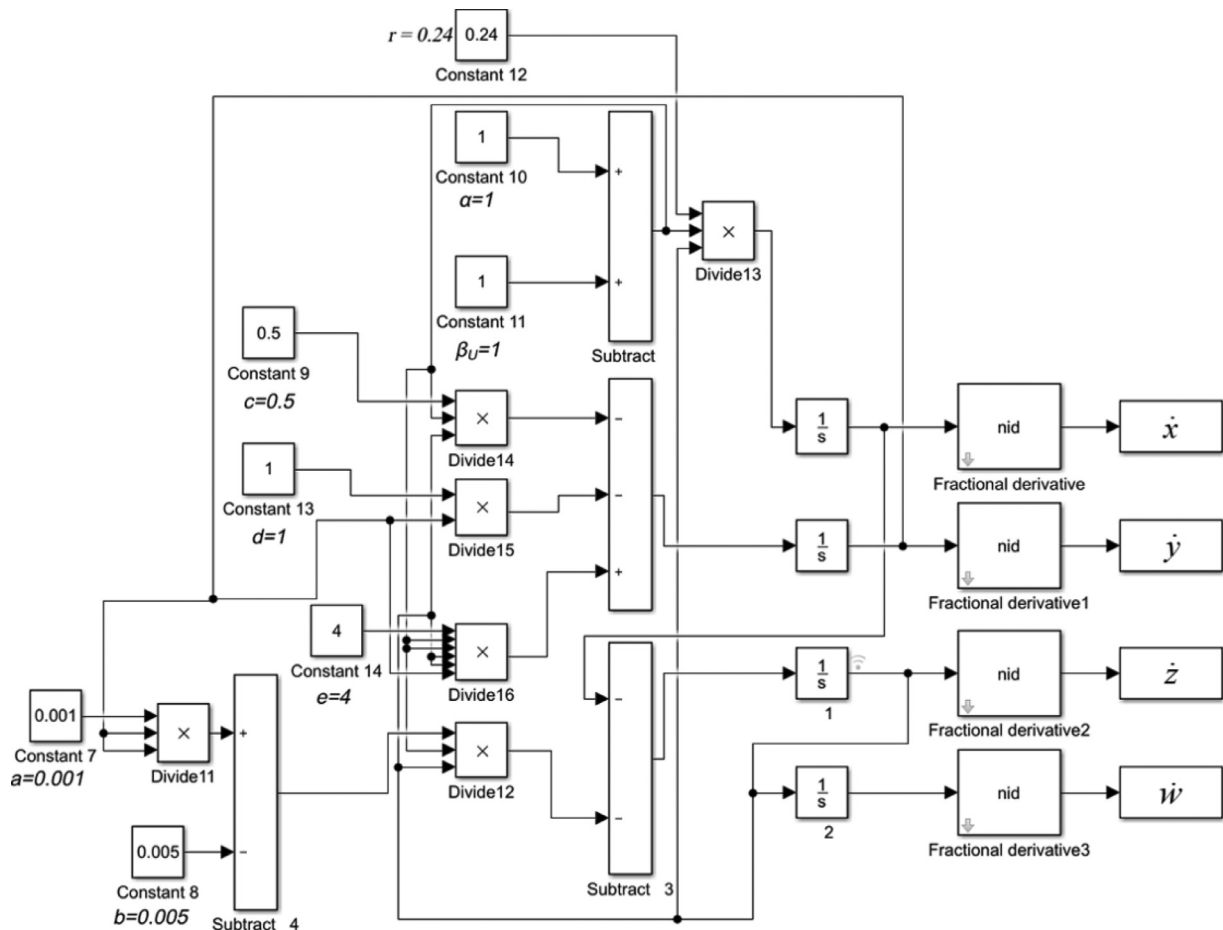 r = 0.24
0.24
Constant 12
1
Constant 10
α=1
+
×
Divide13
1
Constant 11
β_U=1
+
Subtract
0.5
Constant 9
c=0.5
×
Divide14
−
1
s
nid
Fractional derivative
ẋ
1
Constant 13
d=1
×
Divide15
−
1
s
nid
Fractional derivative1
ẏ
+
4
Constant 14
e=4
×
Divide16
−
1
s
1
nid
Fractional derivative2
ż
0.001
Constant 7
a=0.001
×
Divide11
+
×
Divide12
−
1
s
2
nid
Fractional derivative3
ẇ
0.005
Constant 8
b=0.005
−
Subtract 4
Subtract 3